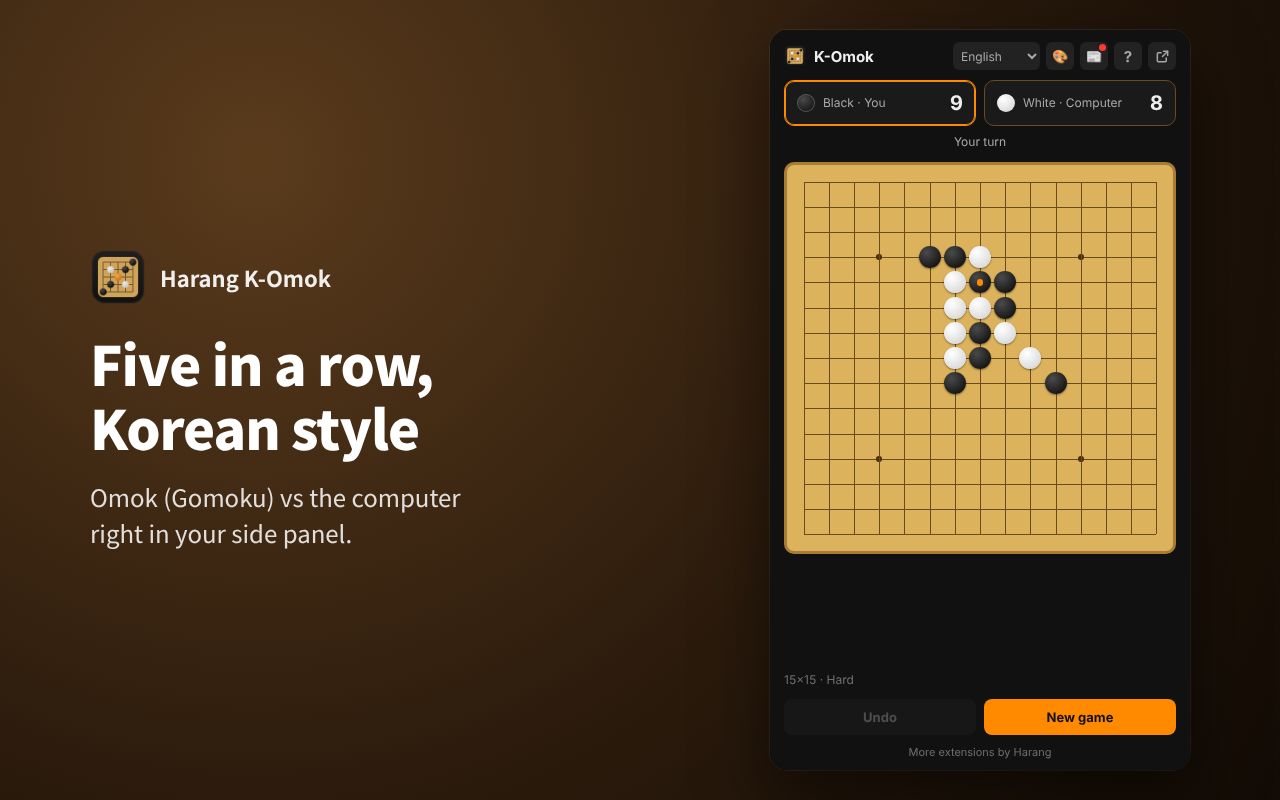 Harang K-Omok
Five in a row,
Korean style
Omok (Gomoku) vs the computer
right in your side panel.
K-Omok
English
?
Black · You
9
White · Computer
8
Your turn
15×15 · Hard
Undo
New game
More extensions by Harang